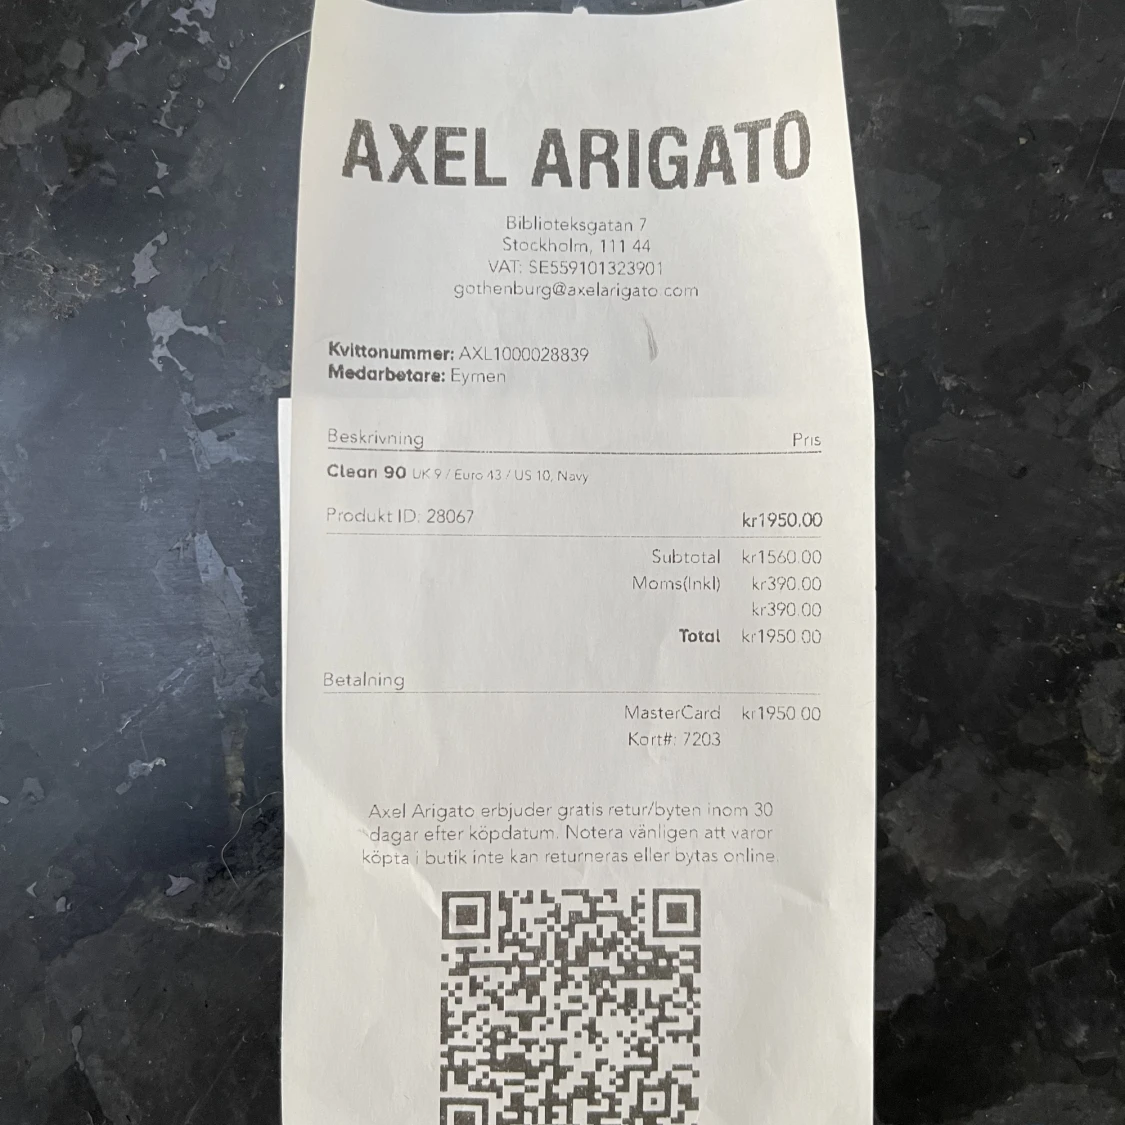 AXEL ARIGATO
Biblioteksgatan 7
Stockholm, 111 44
VAT: SE559101323901
gothenburg@axelarigato.com
Kvittonummer: AXL1000028839
Medarbetare: Eymen
Beskrivning Pris
Clean 90 UK 9 / Euro 43 / US 10, Navy
Produkt ID: 28067 kr1950.00
Subtotal kr1560.00
Moms(Inkl) kr390.00
kr390.00
Total kr1950.00
Betalning
MasterCard kr1950.00
Kort#: 7203
Axel Arigato erbjuder gratis retur/byten inom 30
dagar efter köpdatum. Notera vänligen att varor
köpta i butik inte kan returneras eller bytas online.